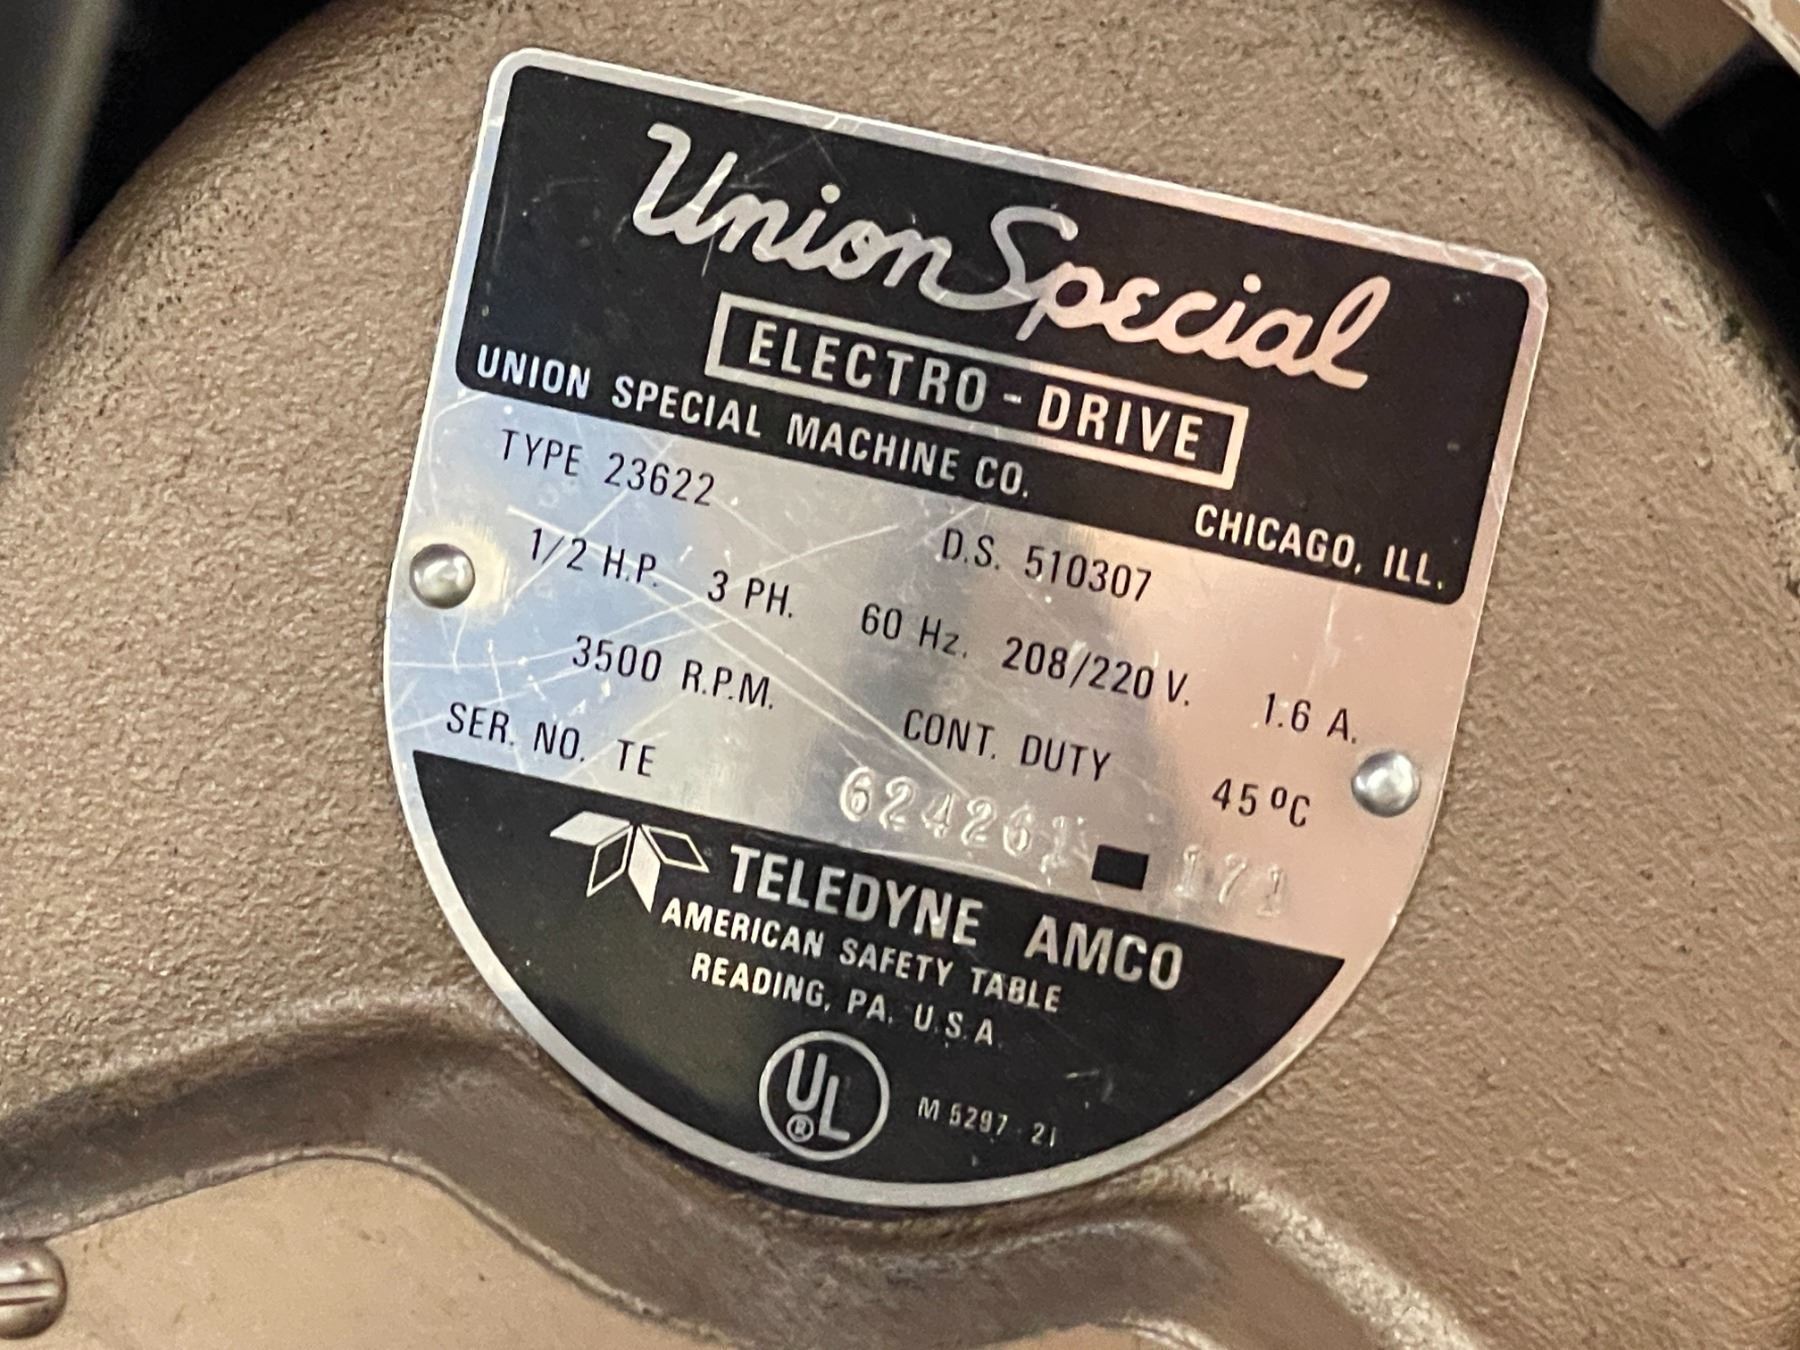 Union Special
ELECTRO-DRIVE
UNION SPECIAL MACHINE CO. CHICAGO, ILL.
TYPE 23622 D.S. 510307
1/2 H.P. 3 PH. 60 Hz. 208/220 V. 1.6 A.
3500 R.P.M. CONT. DUTY 45°C
SER. NO. TE 624261 171
TELEDYNE AMCO
AMERICAN SAFETY TABLE
READING, PA. U.S.A.
UL ® M 5297-21